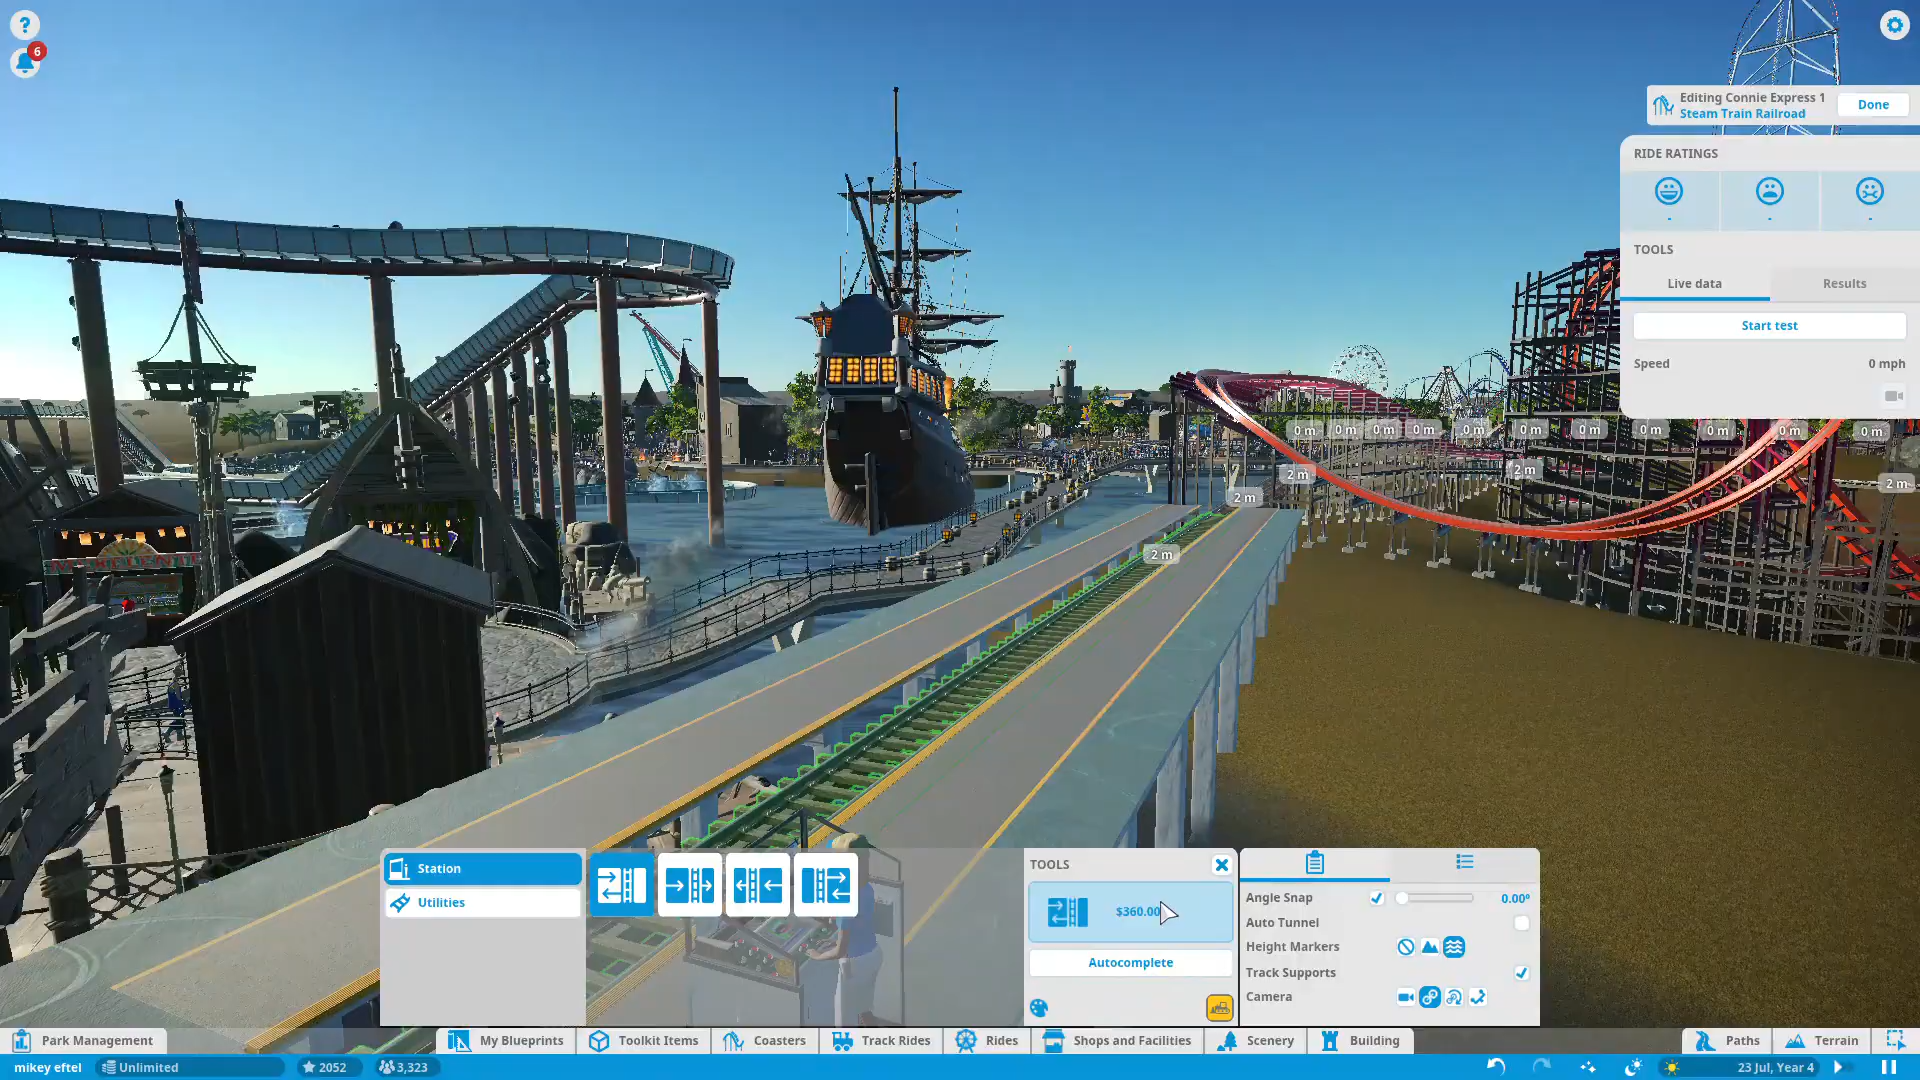 ?
6
Editing Connie Express 1
Steam Train Railroad
Done
RIDE RATINGS
-
-
-
TOOLS
Live data
Results
Start test
Speed
0 mph
0 m
0 m
0 m
0 m
0 m
0 m
0 m
0 m
0 m
0 m
0 m
2 m
2 m
2 m
2 m
2 m
Station
Utilities
TOOLS
$360.00
Autocomplete
Angle Snap
0.00°
Auto Tunnel
Height Markers
Track Supports
Camera
Park Management
My Blueprints
Toolkit Items
Coasters
Track Rides
Rides
Shops and Facilities
Scenery
Building
Paths
Terrain
mikey eftel
Unlimited
2052
3,323
23 Jul, Year 4